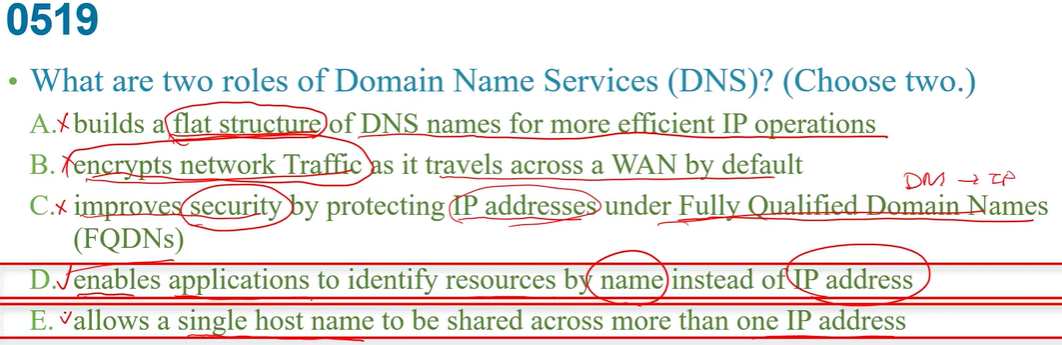 0519
• What are two roles of Domain Name Services (DNS)? (Choose two.)
A. x builds a flat structure of DNS names for more efficient IP operations
B. x encrypts network Traffic as it travels across a WAN by default
DNS → IP
C. x improves security by protecting IP addresses under Fully Qualified Domain Names
(FQDNs)
D. ✓ enables applications to identify resources by name instead of IP address
E. ✓ allows a single host name to be shared across more than one IP address